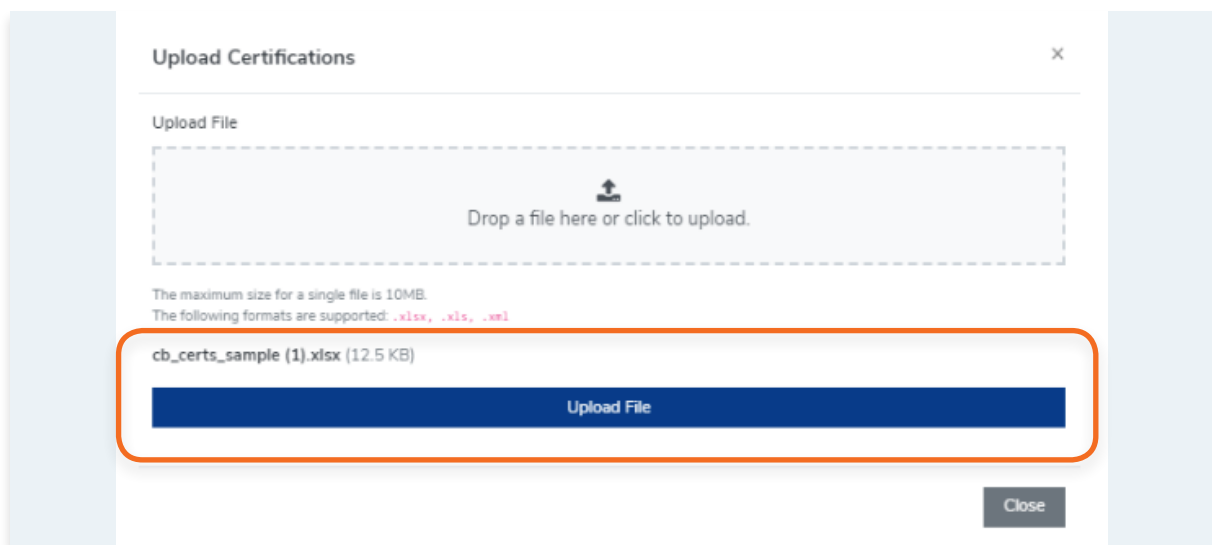 Upload Certifications ×
Upload File
Drop a file here or click to upload.
The maximum size for a single file is 10MB.
The following formats are supported: .xlsx, .xls, .xml
cb_certs_sample (1).xlsx (12.5 KB)
Upload File
Close